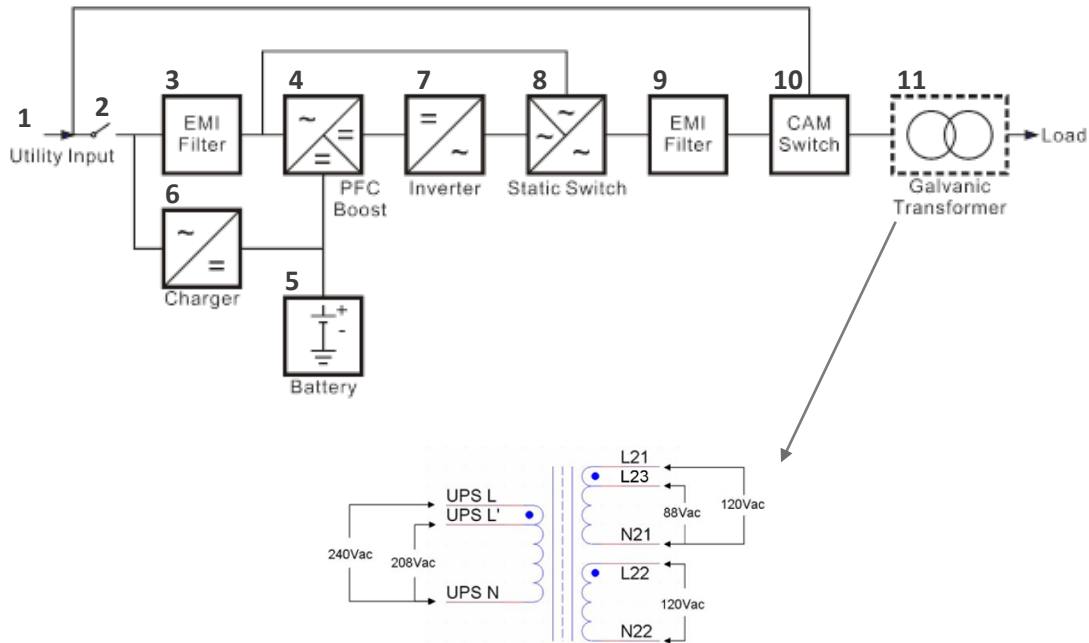 1
2
Utility Input
3
EMI
Filter
4
~
=
=
PFC
Boost
7
=
~
Inverter
8
~
~
~
Static Switch
9
EMI
Filter
10
CAM
Switch
11
Galvanic
Transformer
Load
6
~
=
Charger
5
+
-
Battery
UPS L
UPS L'
UPS N
240Vac
208Vac
L21
L23
N21
88Vac
120Vac
L22
N22
120Vac